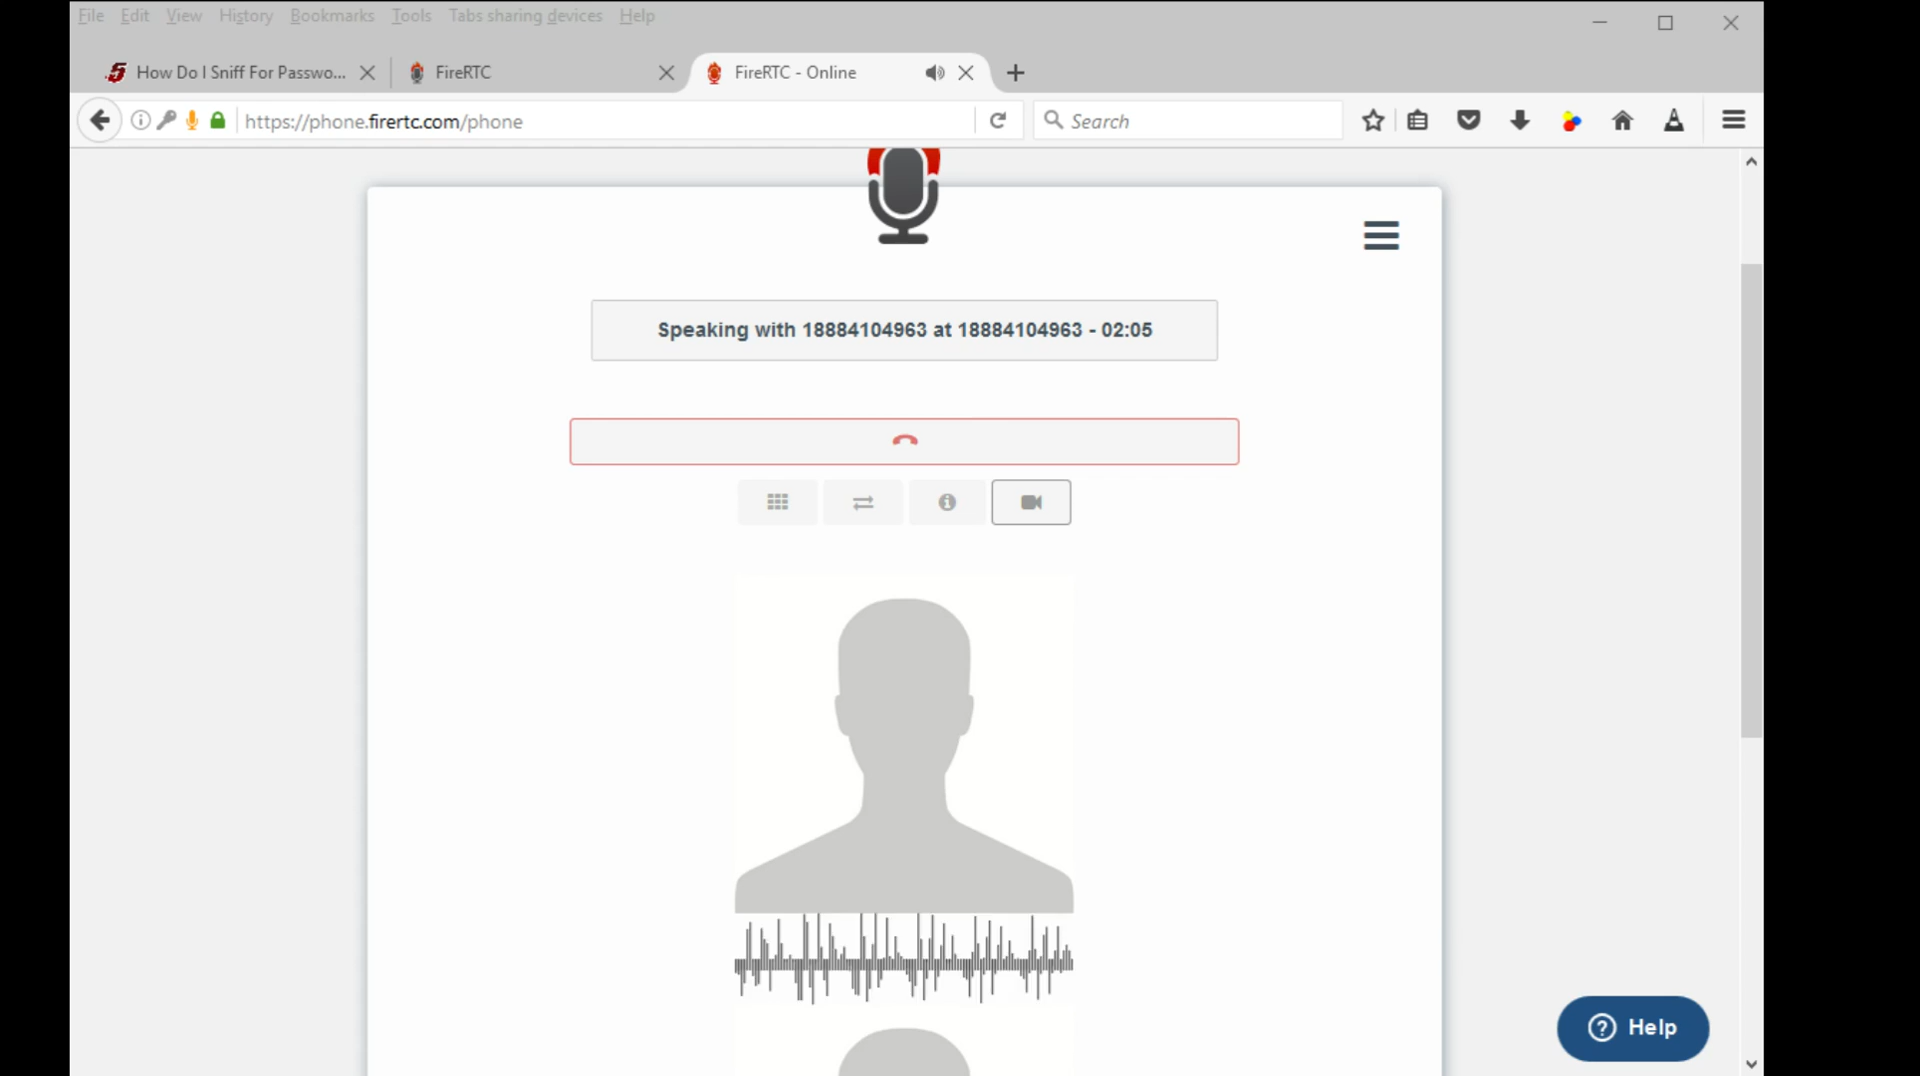 File Edit View History Bookmarks Tools Tabs sharing devices Help
How Do I Sniff For Passwo...
FireRTC
FireRTC - Online
https://phone.firertc.com/phone
Search
Speaking with 18884104963 at 18884104963 - 02:05
Help